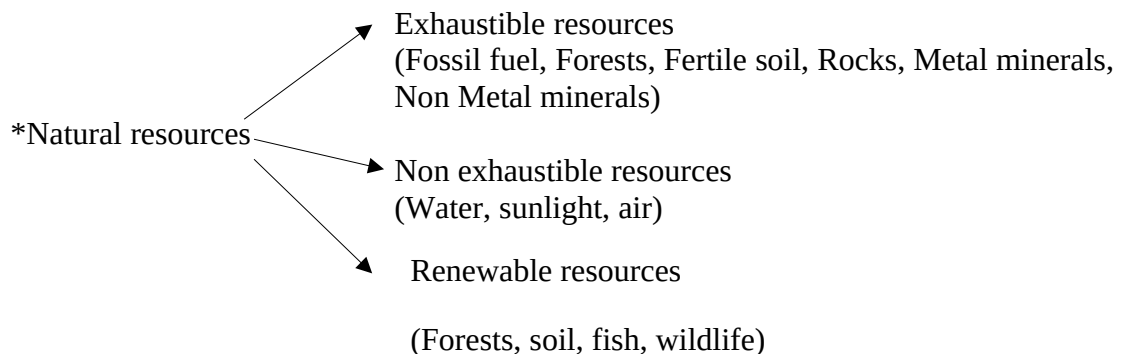 Exhaustible resources
(Fossil fuel, Forests, Fertile soil, Rocks, Metal minerals,
Non Metal minerals)
*Natural resources
Non exhaustible resources
(Water, sunlight, air)
Renewable resources
(Forests, soil, fish, wildlife)